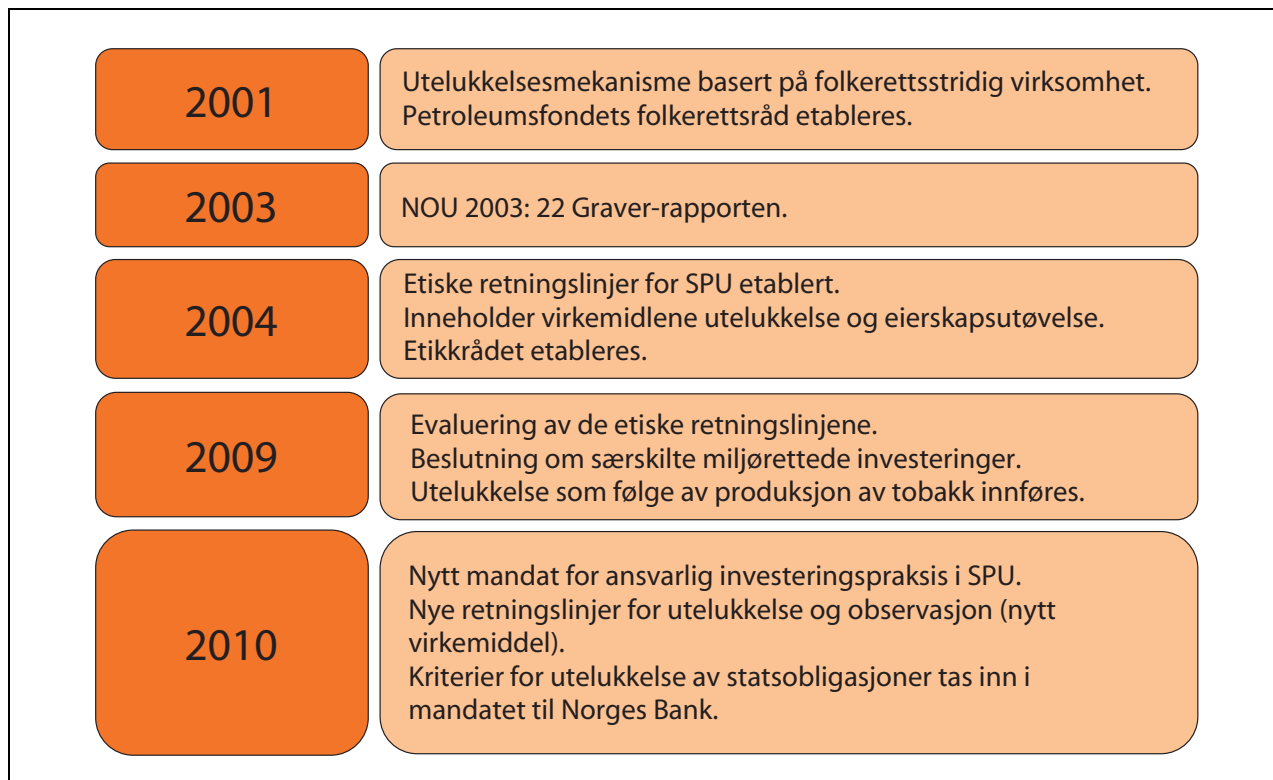 2001
Utelukkelsesmekanisme basert på folkerettsstridig virksomhet.
Petroleumsfondets folkerettsråd etableres.
2003
NOU 2003: 22 Graver-rapporten.
2004
Etiske retningslinjer for SPU etablert.
Inneholder virkemidlene utelukkelse og eierskapsutøvelse.
Etikkrådet etableres.
2009
Evaluering av de etiske retningslinjene.
Beslutning om særskilte miljørettede investeringer.
Utelukkelse som følge av produksjon av tobakk innføres.
2010
Nytt mandat for ansvarlig investeringspraksis i SPU.
Nye retningslinjer for utelukkelse og observasjon (nytt
virkemiddel).
Kriterier for utelukkelse av statsobligasjoner tas inn i
mandatet til Norges Bank.